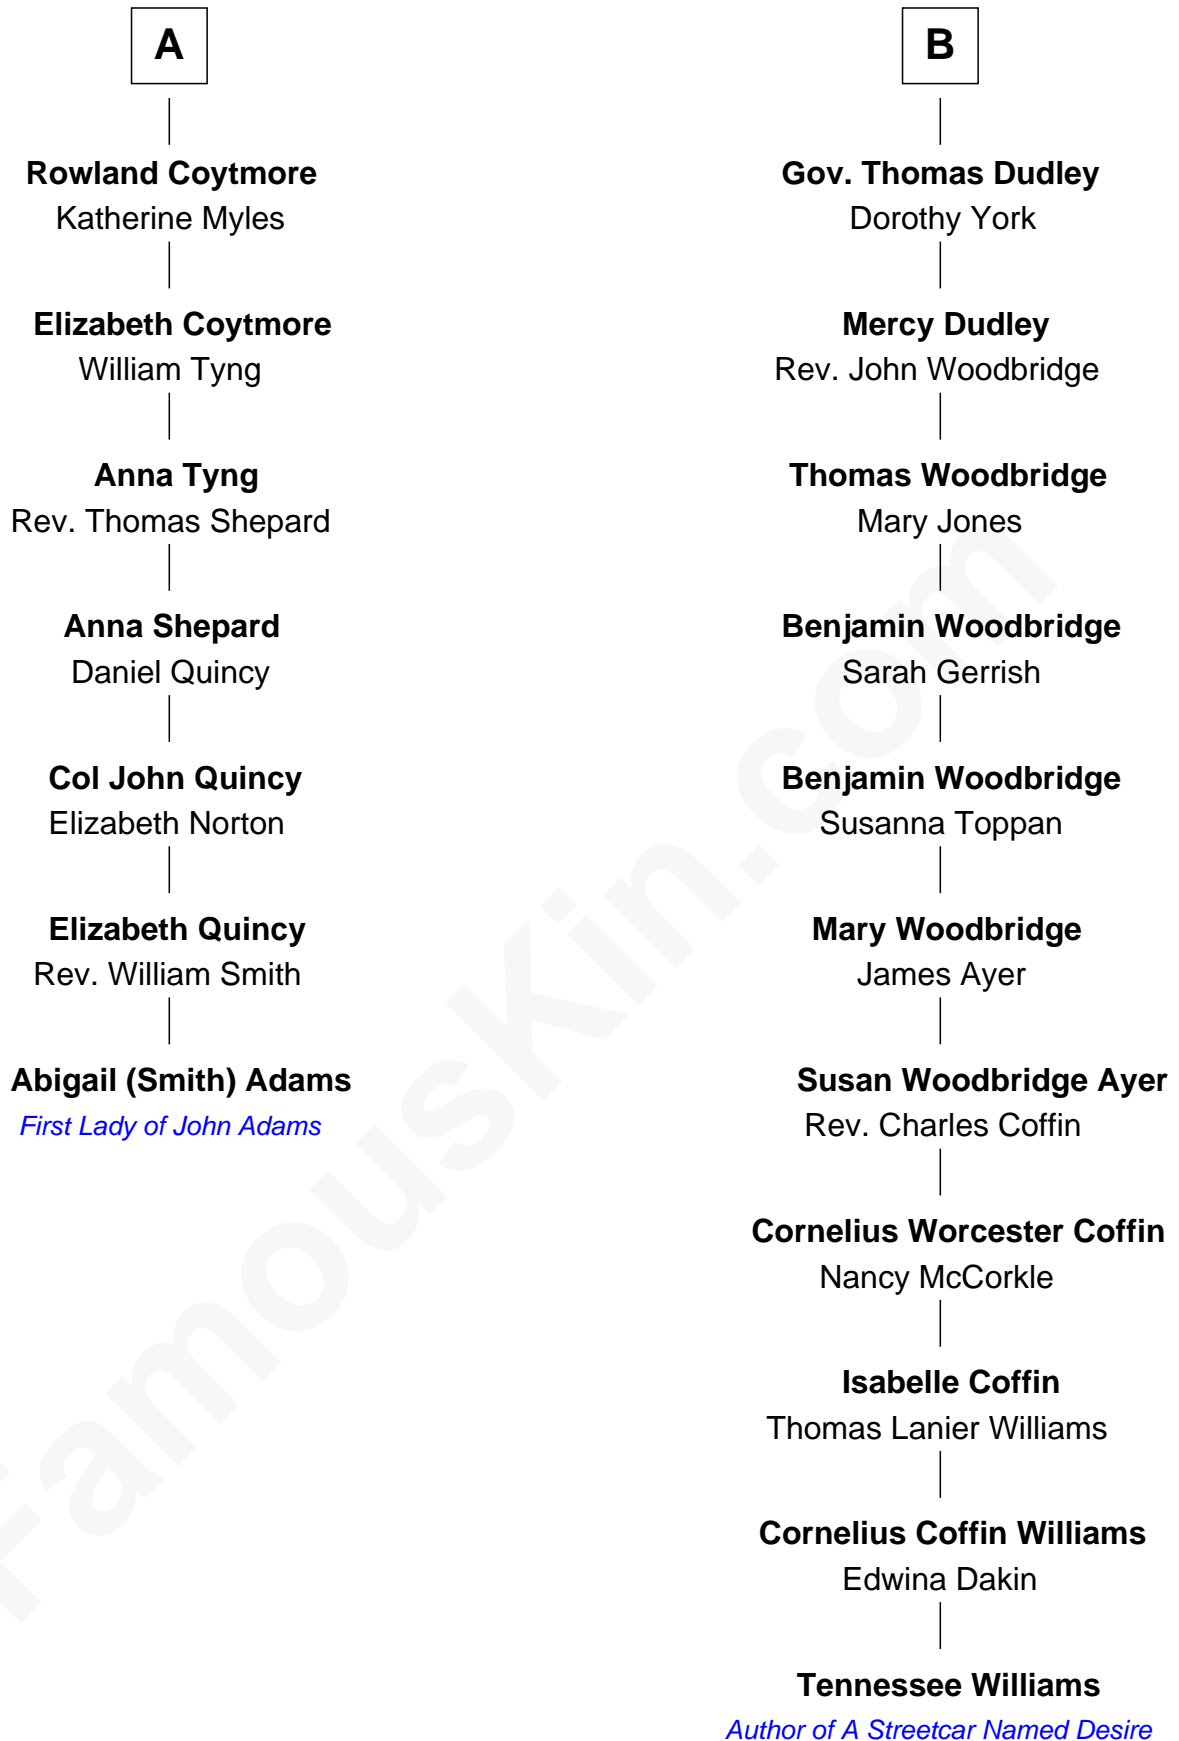 A
Rowland Coytmore
Katherine Myles
Elizabeth Coytmore
William Tyng
Anna Tyng
Rev. Thomas Shepard
Anna Shepard
Daniel Quincy
Col John Quincy
Elizabeth Norton
Elizabeth Quincy
Rev. William Smith
Abigail (Smith) Adams
First Lady of John Adams
B
Gov. Thomas Dudley
Dorothy York
Mercy Dudley
Rev. John Woodbridge
Thomas Woodbridge
Mary Jones
Benjamin Woodbridge
Sarah Gerrish
Benjamin Woodbridge
Susanna Toppan
Mary Woodbridge
James Ayer
Susan Woodbridge Ayer
Rev. Charles Coffin
Cornelius Worcester Coffin
Nancy McCorkle
Isabelle Coffin
Thomas Lanier Williams
Cornelius Coffin Williams
Edwina Dakin
Tennessee Williams
Author of A Streetcar Named Desire
FamousKin.com